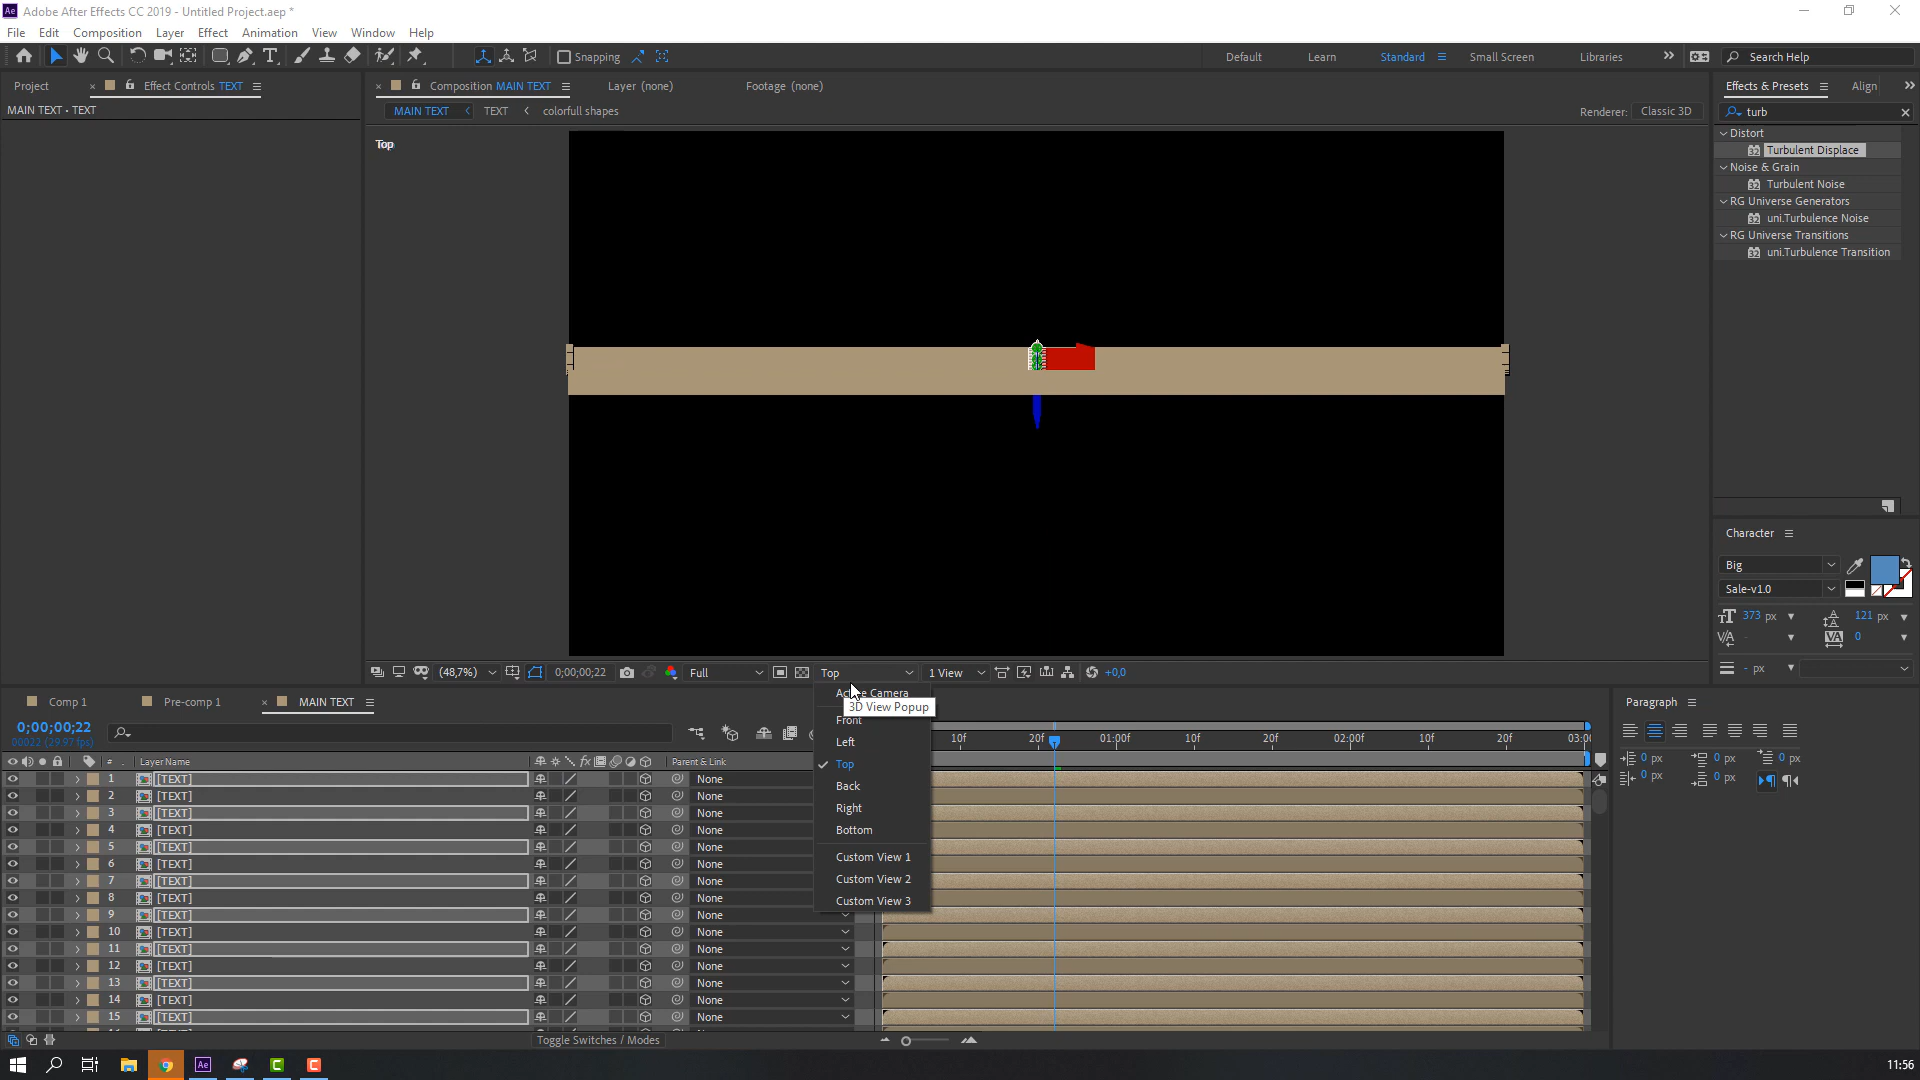 Adobe After Effects CC 2019 - Untitled Project.aep *
File Edit Composition Layer Effect Animation View Window Help
Snapping Default Learn Standard Small Screen Libraries Search Help
Project Effect Controls TEXT
MAIN TEXT • TEXT
Composition MAIN TEXT Layer (none) Footage (none)
MAIN TEXT TEXT colorfull shapes Renderer: Classic 3D
Top
Effects & Presets Align
turb
Distort
Turbulent Displace
Noise & Grain
Turbulent Noise
RG Universe Generators
uni.Turbulence Noise
RG Universe Transitions
uni.Turbulence Transition
Character
Big
Sale-v1.0
373 px 121 px
0
- px
(48,7%) 0;00;00;22 Full Top 1 View +0,0
Active Camera
3D View Popup
Front
Left
Top
Back
Right
Bottom
Custom View 1
Custom View 2
Custom View 3
Comp 1 Pre-comp 1 MAIN TEXT
0;00;00;22
00022 (29.97 fps)
10f 20f 01:00f 10f 20f 02:00f 10f 20f 03:0
# Layer Name Parent & Link
1 [TEXT] None
2 [TEXT] None
3 [TEXT] None
4 [TEXT] None
5 [TEXT] None
6 [TEXT] None
7 [TEXT] None
8 [TEXT] None
9 [TEXT] None
10 [TEXT] None
11 [TEXT] None
12 [TEXT] None
13 [TEXT] None
14 [TEXT] None
15 [TEXT] None
Toggle Switches / Modes
Paragraph
0 px 0 px 0 px
0 px 0 px
11:56